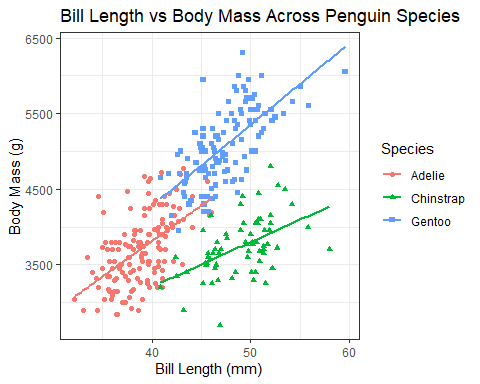 Bill Length vs Body Mass Across Penguin Species
6500
5500
4500
3500
Body Mass (g)
40
50
60
Bill Length (mm)
Species
Adelie
Chinstrap
Gentoo